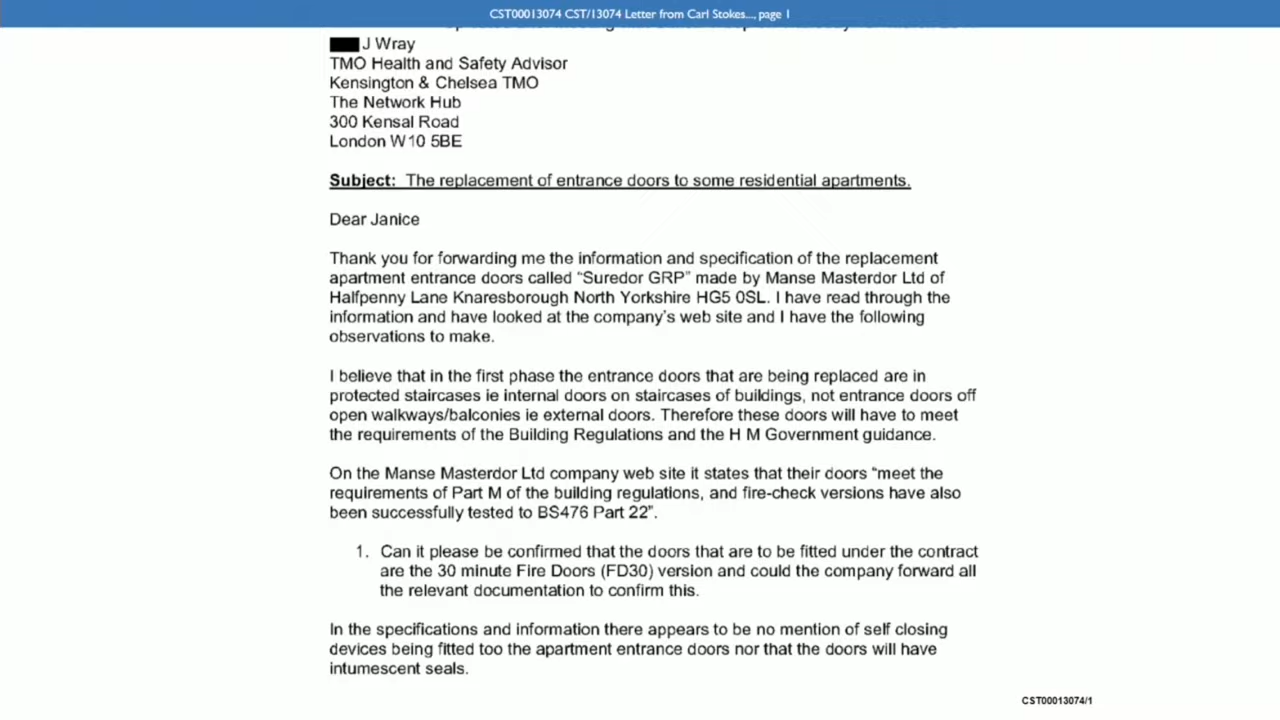 CST00013074 CST/13074 Letter from Carl Stokes..., page 1
J Wray
TMO Health and Safety Advisor
Kensington & Chelsea TMO
The Network Hub
300 Kensal Road
London W10 5BE
Subject: The replacement of entrance doors to some residential apartments.
Dear Janice
Thank you for forwarding me the information and specification of the replacement
apartment entrance doors called “Suredor GRP” made by Manse Masterdor Ltd of
Halfpenny Lane Knaresborough North Yorkshire HG5 0SL. I have read through the
information and have looked at the company's web site and I have the following
observations to make.
I believe that in the first phase the entrance doors that are being replaced are in
protected staircases ie internal doors on staircases of buildings, not entrance doors off
open walkways/balconies ie external doors. Therefore these doors will have to meet
the requirements of the Building Regulations and the H M Government guidance.
On the Manse Masterdor Ltd company web site it states that their doors “meet the
requirements of Part M of the building regulations, and fire-check versions have also
been successfully tested to BS476 Part 22”.
1. Can it please be confirmed that the doors that are to be fitted under the contract
are the 30 minute Fire Doors (FD30) version and could the company forward all
the relevant documentation to confirm this.
In the specifications and information there appears to be no mention of self closing
devices being fitted too the apartment entrance doors nor that the doors will have
intumescent seals.
CST00013074/1